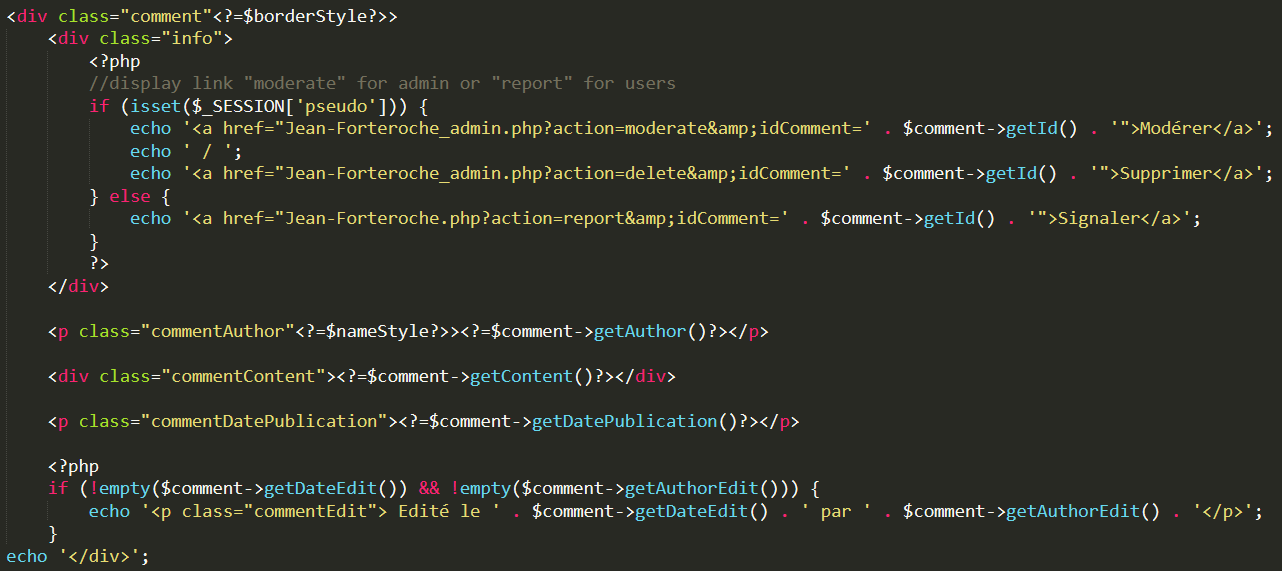 <div class="comment"<?=$borderStyle?>>
    <div class="info">
        <?php
        //display link "moderate" for admin or "report" for users
        if (isset($_SESSION['pseudo'])) {
            echo '<a href="Jean-Forteroche_admin.php?action=moderate&amp;idComment=' . $comment->getId() . '">Modérer</a>';
            echo ' / ';
            echo '<a href="Jean-Forteroche_admin.php?action=delete&amp;idComment=' . $comment->getId() . '">Supprimer</a>';
        } else {
            echo '<a href="Jean-Forteroche.php?action=report&amp;idComment=' . $comment->getId() . '">Signaler</a>';
        }
        ?>
    </div>

    <p class="commentAuthor"<?=$nameStyle?>><?=$comment->getAuthor()?></p>

    <div class="commentContent"><?=$comment->getContent()?></div>

    <p class="commentDatePublication"><?=$comment->getDatePublication()?></p>

    <?php
    if (!empty($comment->getDateEdit()) && !empty($comment->getAuthorEdit())) {
        echo '<p class="commentEdit"> Edité le ' . $comment->getDateEdit() . ' par ' . $comment->getAuthorEdit() . '</p>';
    }
echo '</div>';